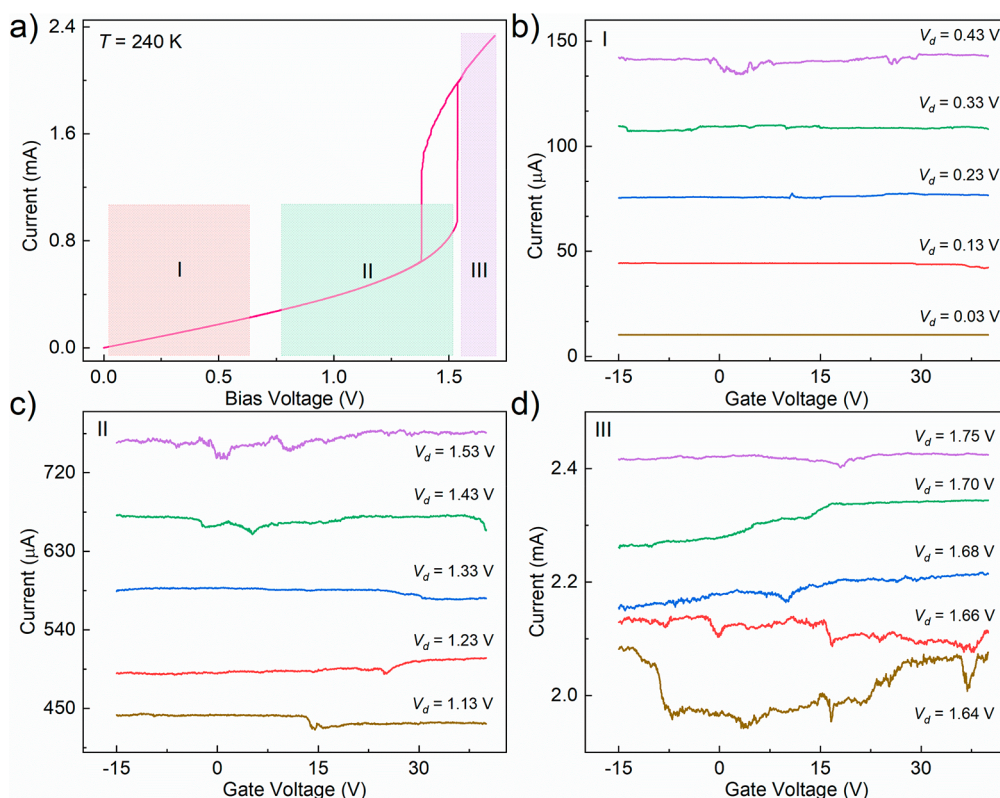 a)
T = 240 K
2.4
1.6
0.8
0.0
Current (mA)
I
II
III
0.0
0.5
1.0
1.5
Bias Voltage (V)
b)
I
150
100
50
0
Current (μA)
V_d = 0.43 V
V_d = 0.33 V
V_d = 0.23 V
V_d = 0.13 V
V_d = 0.03 V
-15
0
15
30
Gate Voltage (V)
c)
II
720
630
540
450
Current (μA)
V_d = 1.53 V
V_d = 1.43 V
V_d = 1.33 V
V_d = 1.23 V
V_d = 1.13 V
-15
0
15
30
Gate Voltage (V)
d)
III
2.4
2.2
2.0
Current (mA)
V_d = 1.75 V
V_d = 1.70 V
V_d = 1.68 V
V_d = 1.66 V
V_d = 1.64 V
-15
0
15
30
Gate Voltage (V)